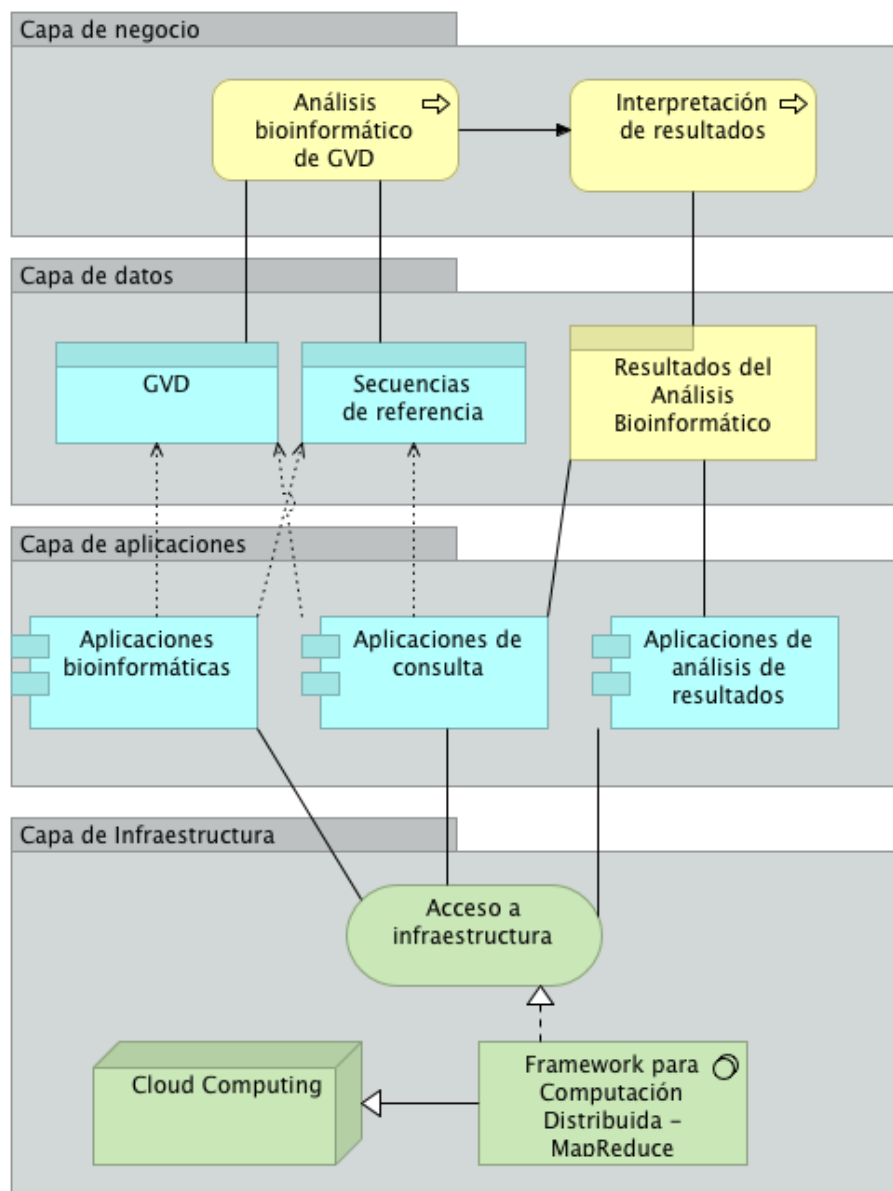 Capa de negocio
Análisis
bioinformático
de GVD
Interpretación
de resultados
Capa de datos
GVD
Secuencias
de referencia
Resultados del
Análisis
Bioinformático
Capa de aplicaciones
Aplicaciones
bioinformáticas
Aplicaciones de
consulta
Aplicaciones de
análisis de
resultados
Capa de Infraestructura
Acceso a
infraestructura
Cloud Computing
Framework para
Computación
Distribuida –
MapReduce